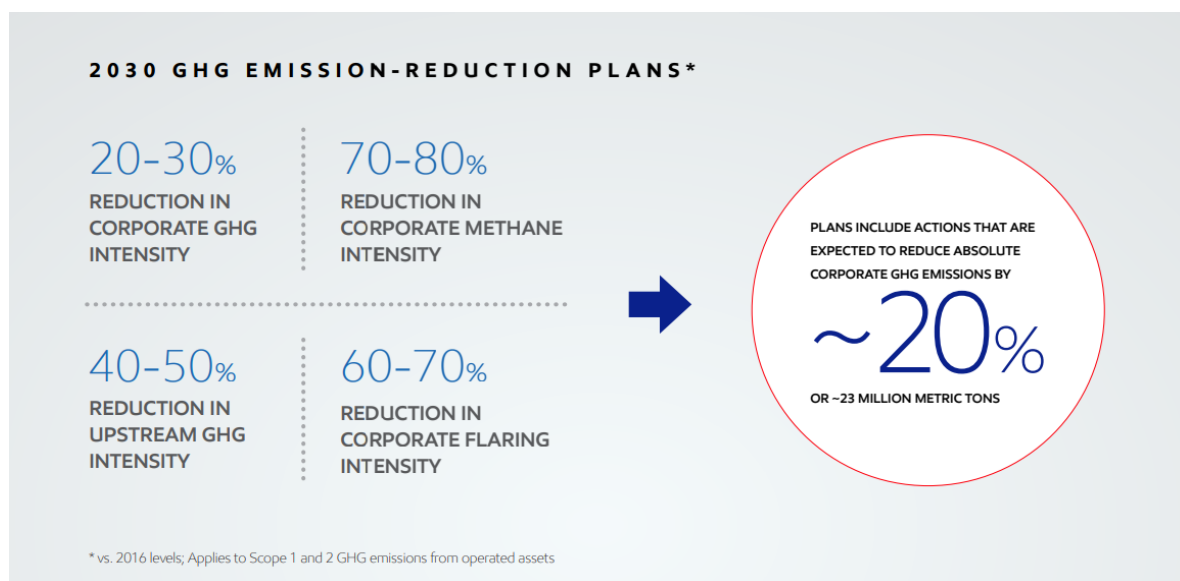 2030 GHG EMISSION-REDUCTION PLANS*
20-30%
REDUCTION IN
CORPORATE GHG
INTENSITY
70-80%
REDUCTION IN
CORPORATE METHANE
INTENSITY
40-50%
REDUCTION IN
UPSTREAM GHG
INTENSITY
60-70%
REDUCTION IN
CORPORATE FLARING
INTENSITY
PLANS INCLUDE ACTIONS THAT ARE
EXPECTED TO REDUCE ABSOLUTE
CORPORATE GHG EMISSIONS BY
~20%
OR ~23 MILLION METRIC TONS
* vs. 2016 levels; Applies to Scope 1 and 2 GHG emissions from operated assets